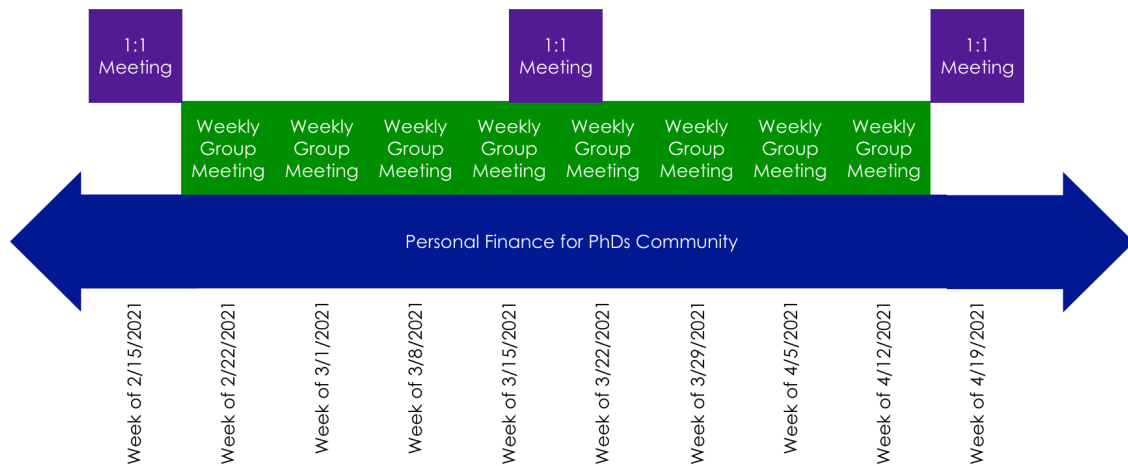 1:1
Meeting
1:1
Meeting
1:1
Meeting
Weekly
Group
Meeting
Weekly
Group
Meeting
Weekly
Group
Meeting
Weekly
Group
Meeting
Weekly
Group
Meeting
Weekly
Group
Meeting
Weekly
Group
Meeting
Weekly
Group
Meeting
Personal Finance for PhDs Community
Week of 2/15/2021
Week of 2/22/2021
Week of 3/1/2021
Week of 3/8/2021
Week of 3/15/2021
Week of 3/22/2021
Week of 3/29/2021
Week of 4/5/2021
Week of 4/12/2021
Week of 4/19/2021